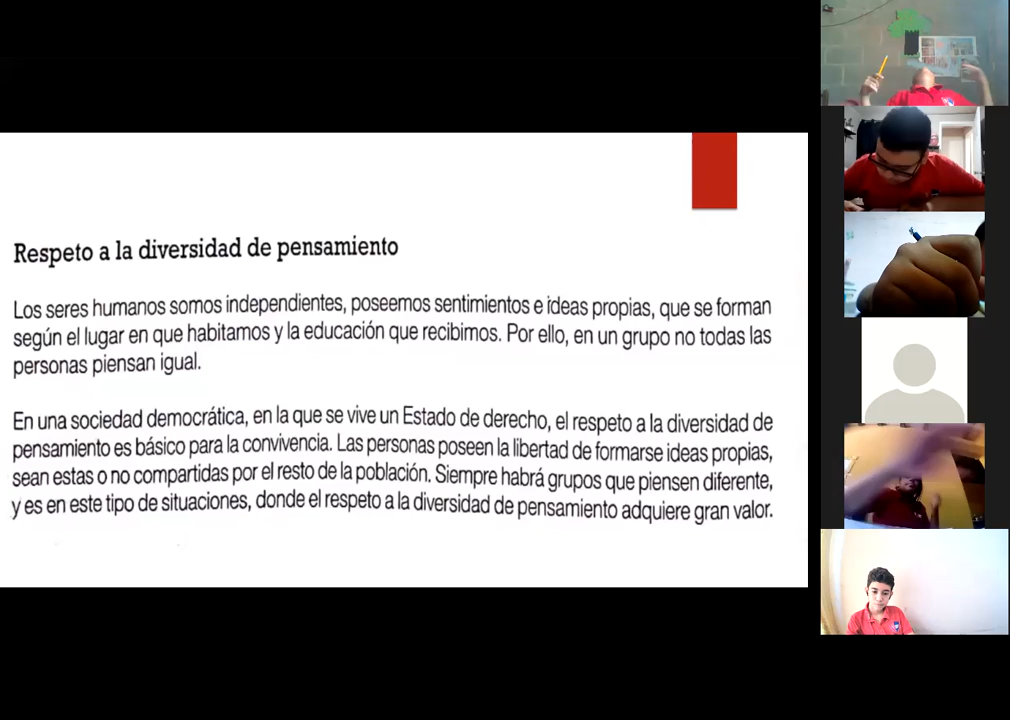 Respeto a la diversidad de pensamiento
Los seres humanos somos independientes, poseemos sentimientos e ideas propias, que se forman
según el lugar en que habitamos y la educación que recibimos. Por ello, en un grupo no todas las
personas piensan igual.
En una sociedad democrática, en la que se vive un Estado de derecho, el respeto a la diversidad de
pensamiento es básico para la convivencia. Las personas poseen la libertad de formarse ideas propias,
sean estas o no compartidas por el resto de la población. Siempre habrá grupos que piensen diferente,
y es en este tipo de situaciones, donde el respeto a la diversidad de pensamiento adquiere gran valor.